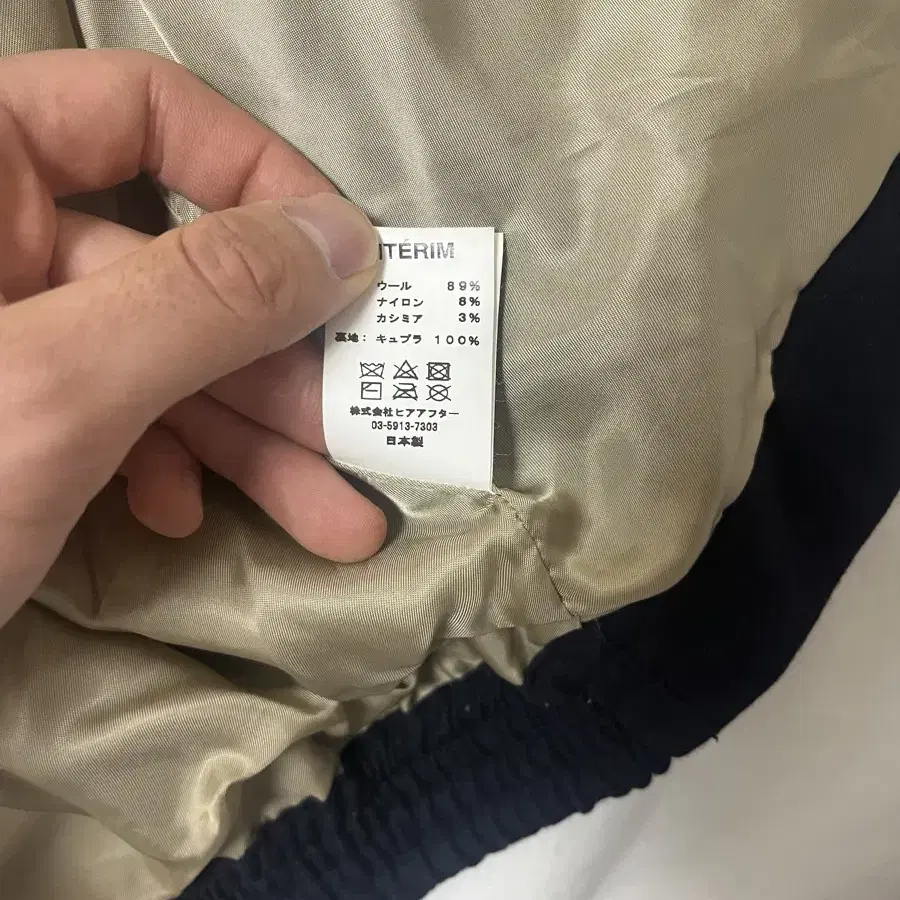 ITÉRIM
ウール 89%
ナイロン 8%
カシミア 3%
裏地: キュプラ 100%
株式会社ヒアアフター
03-5913-7303
日本製